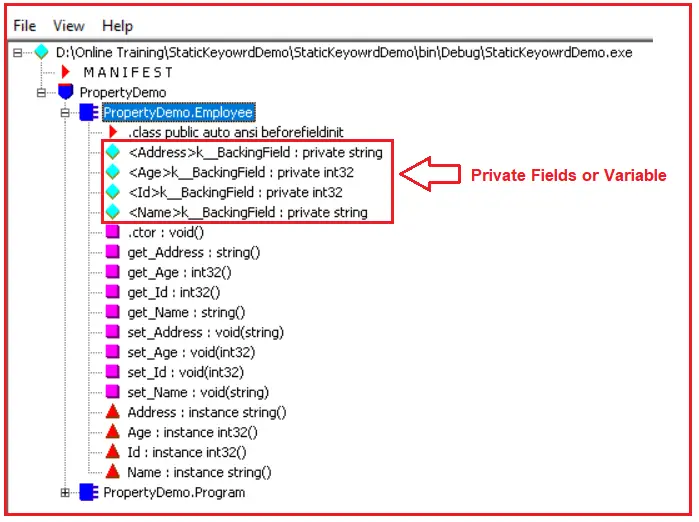 File View Help
D:\Online Training\StaticKeyowrdDemo\StaticKeyowrdDemo\bin\Debug\StaticKeyowrdDemo.exe
MANIFEST
PropertyDemo
PropertyDemo.Employee
.class public auto ansi beforefieldinit
<Address>k__BackingField : private string
<Age>k__BackingField : private int32
Private Fields or Variable
<Id>k__BackingField : private int32
<Name>k__BackingField : private string
.ctor : void()
get_Address : string()
get_Age : int32()
get_Id : int32()
get_Name : string()
set_Address : void(string)
set_Age : void(int32)
set_Id : void(int32)
set_Name : void(string)
Address : instance string()
Age : instance int32()
Id : instance int32()
Name : instance string()
PropertyDemo.Program